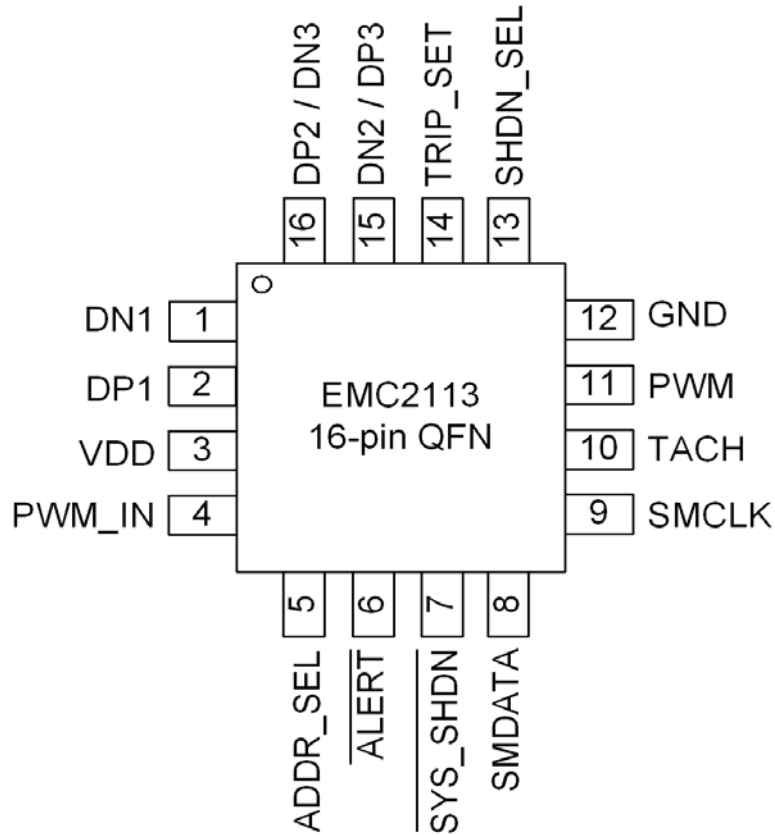 DP2 / DN3
DN2 / DP3
TRIP_SET
SHDN_SEL
16
15
14
13
DN1 1
DP1 2
VDD 3
PWM_IN 4
EMC2113
16-pin QFN
12 GND
11 PWM
10 TACH
9 SMCLK
5
6
7
8
ADDR_SEL
ALERT
SYS_SHDN
SMDATA